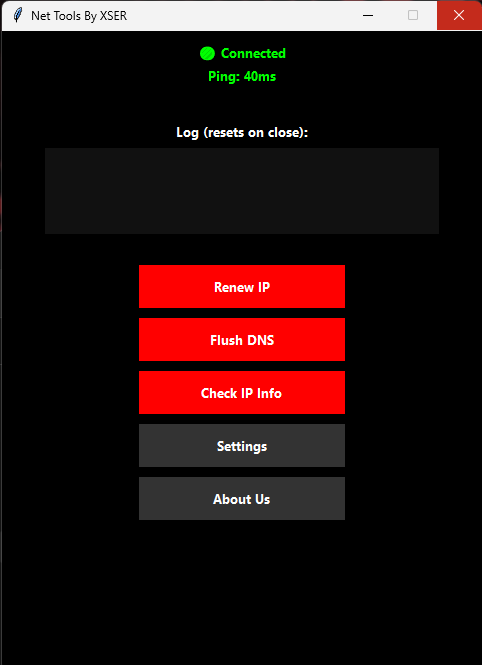 Net Tools By XSER
Connected
Ping: 40ms
Log (resets on close):
Renew IP
Flush DNS
Check IP Info
Settings
About Us